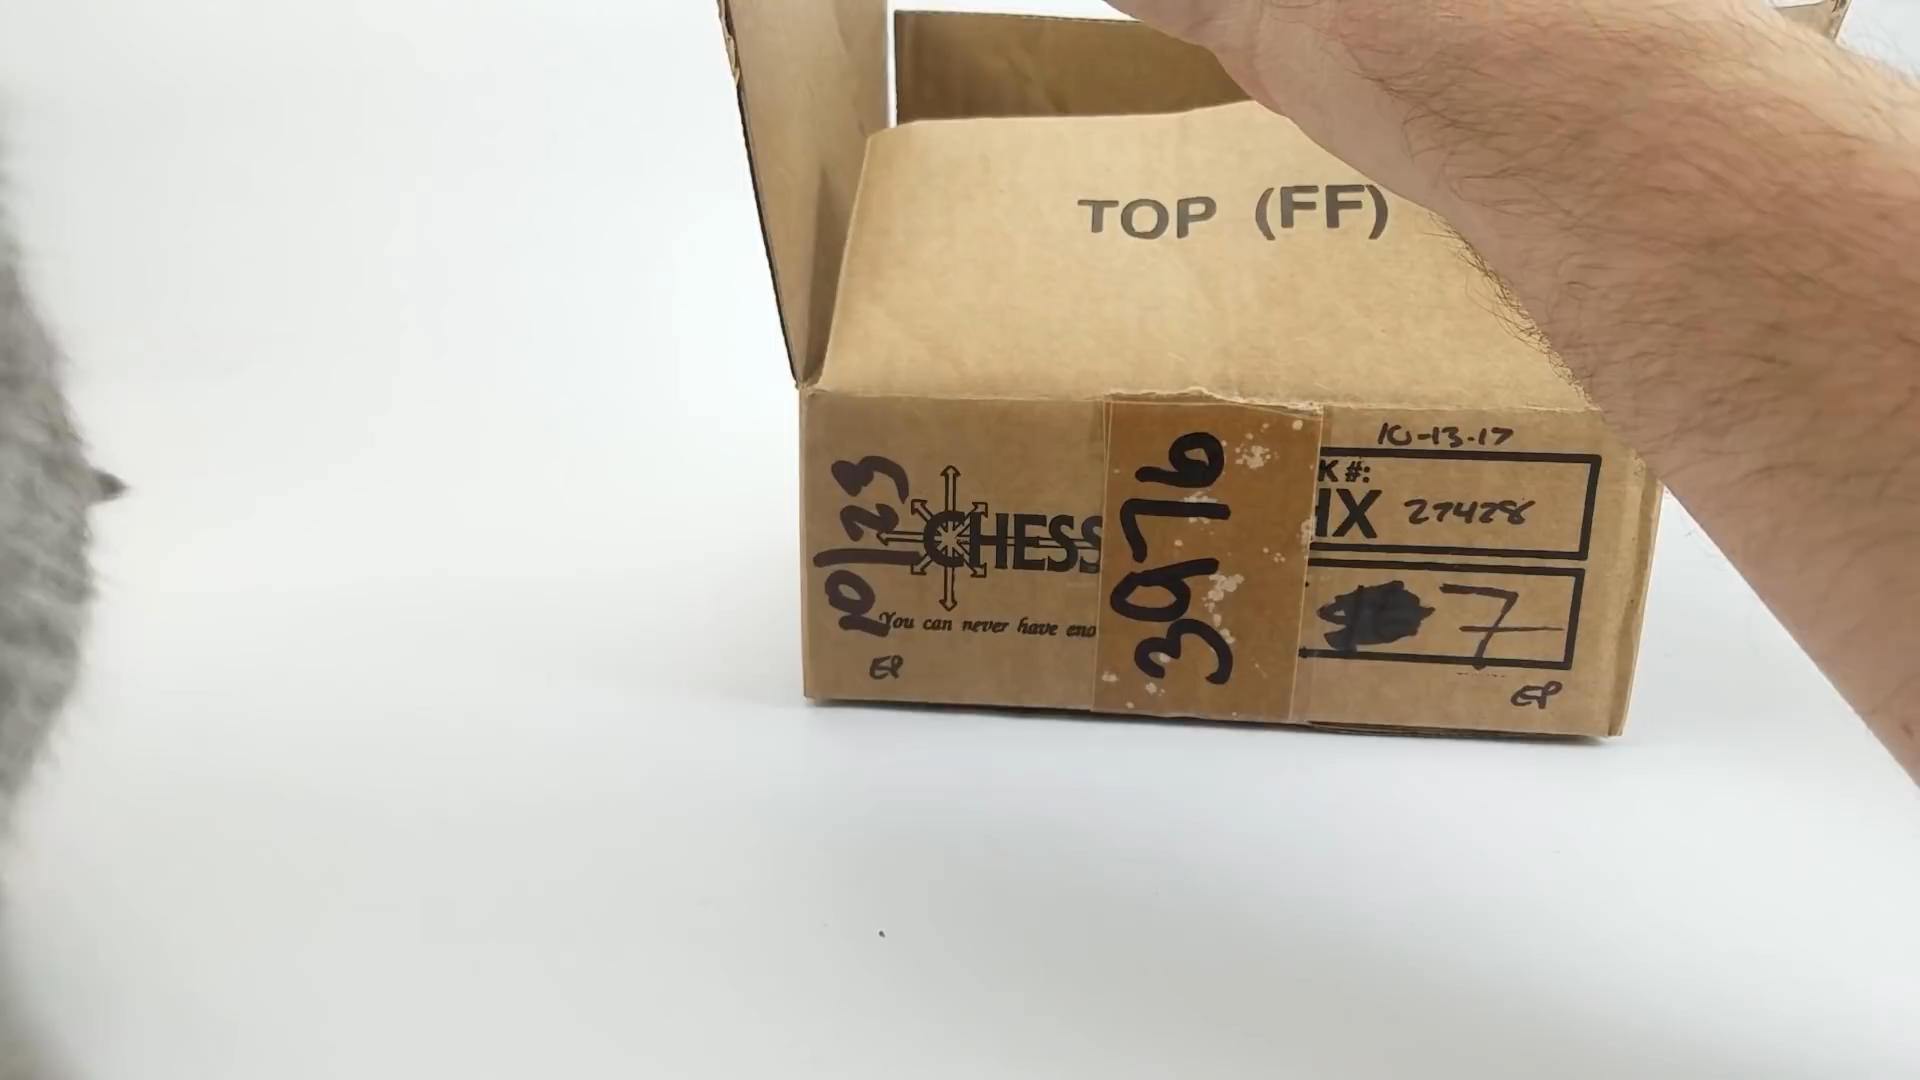 TOP (FF)
10/23
CHESS
You can never have eno
EP
3976
10-13-17
K #:
HX 27428
7
EP